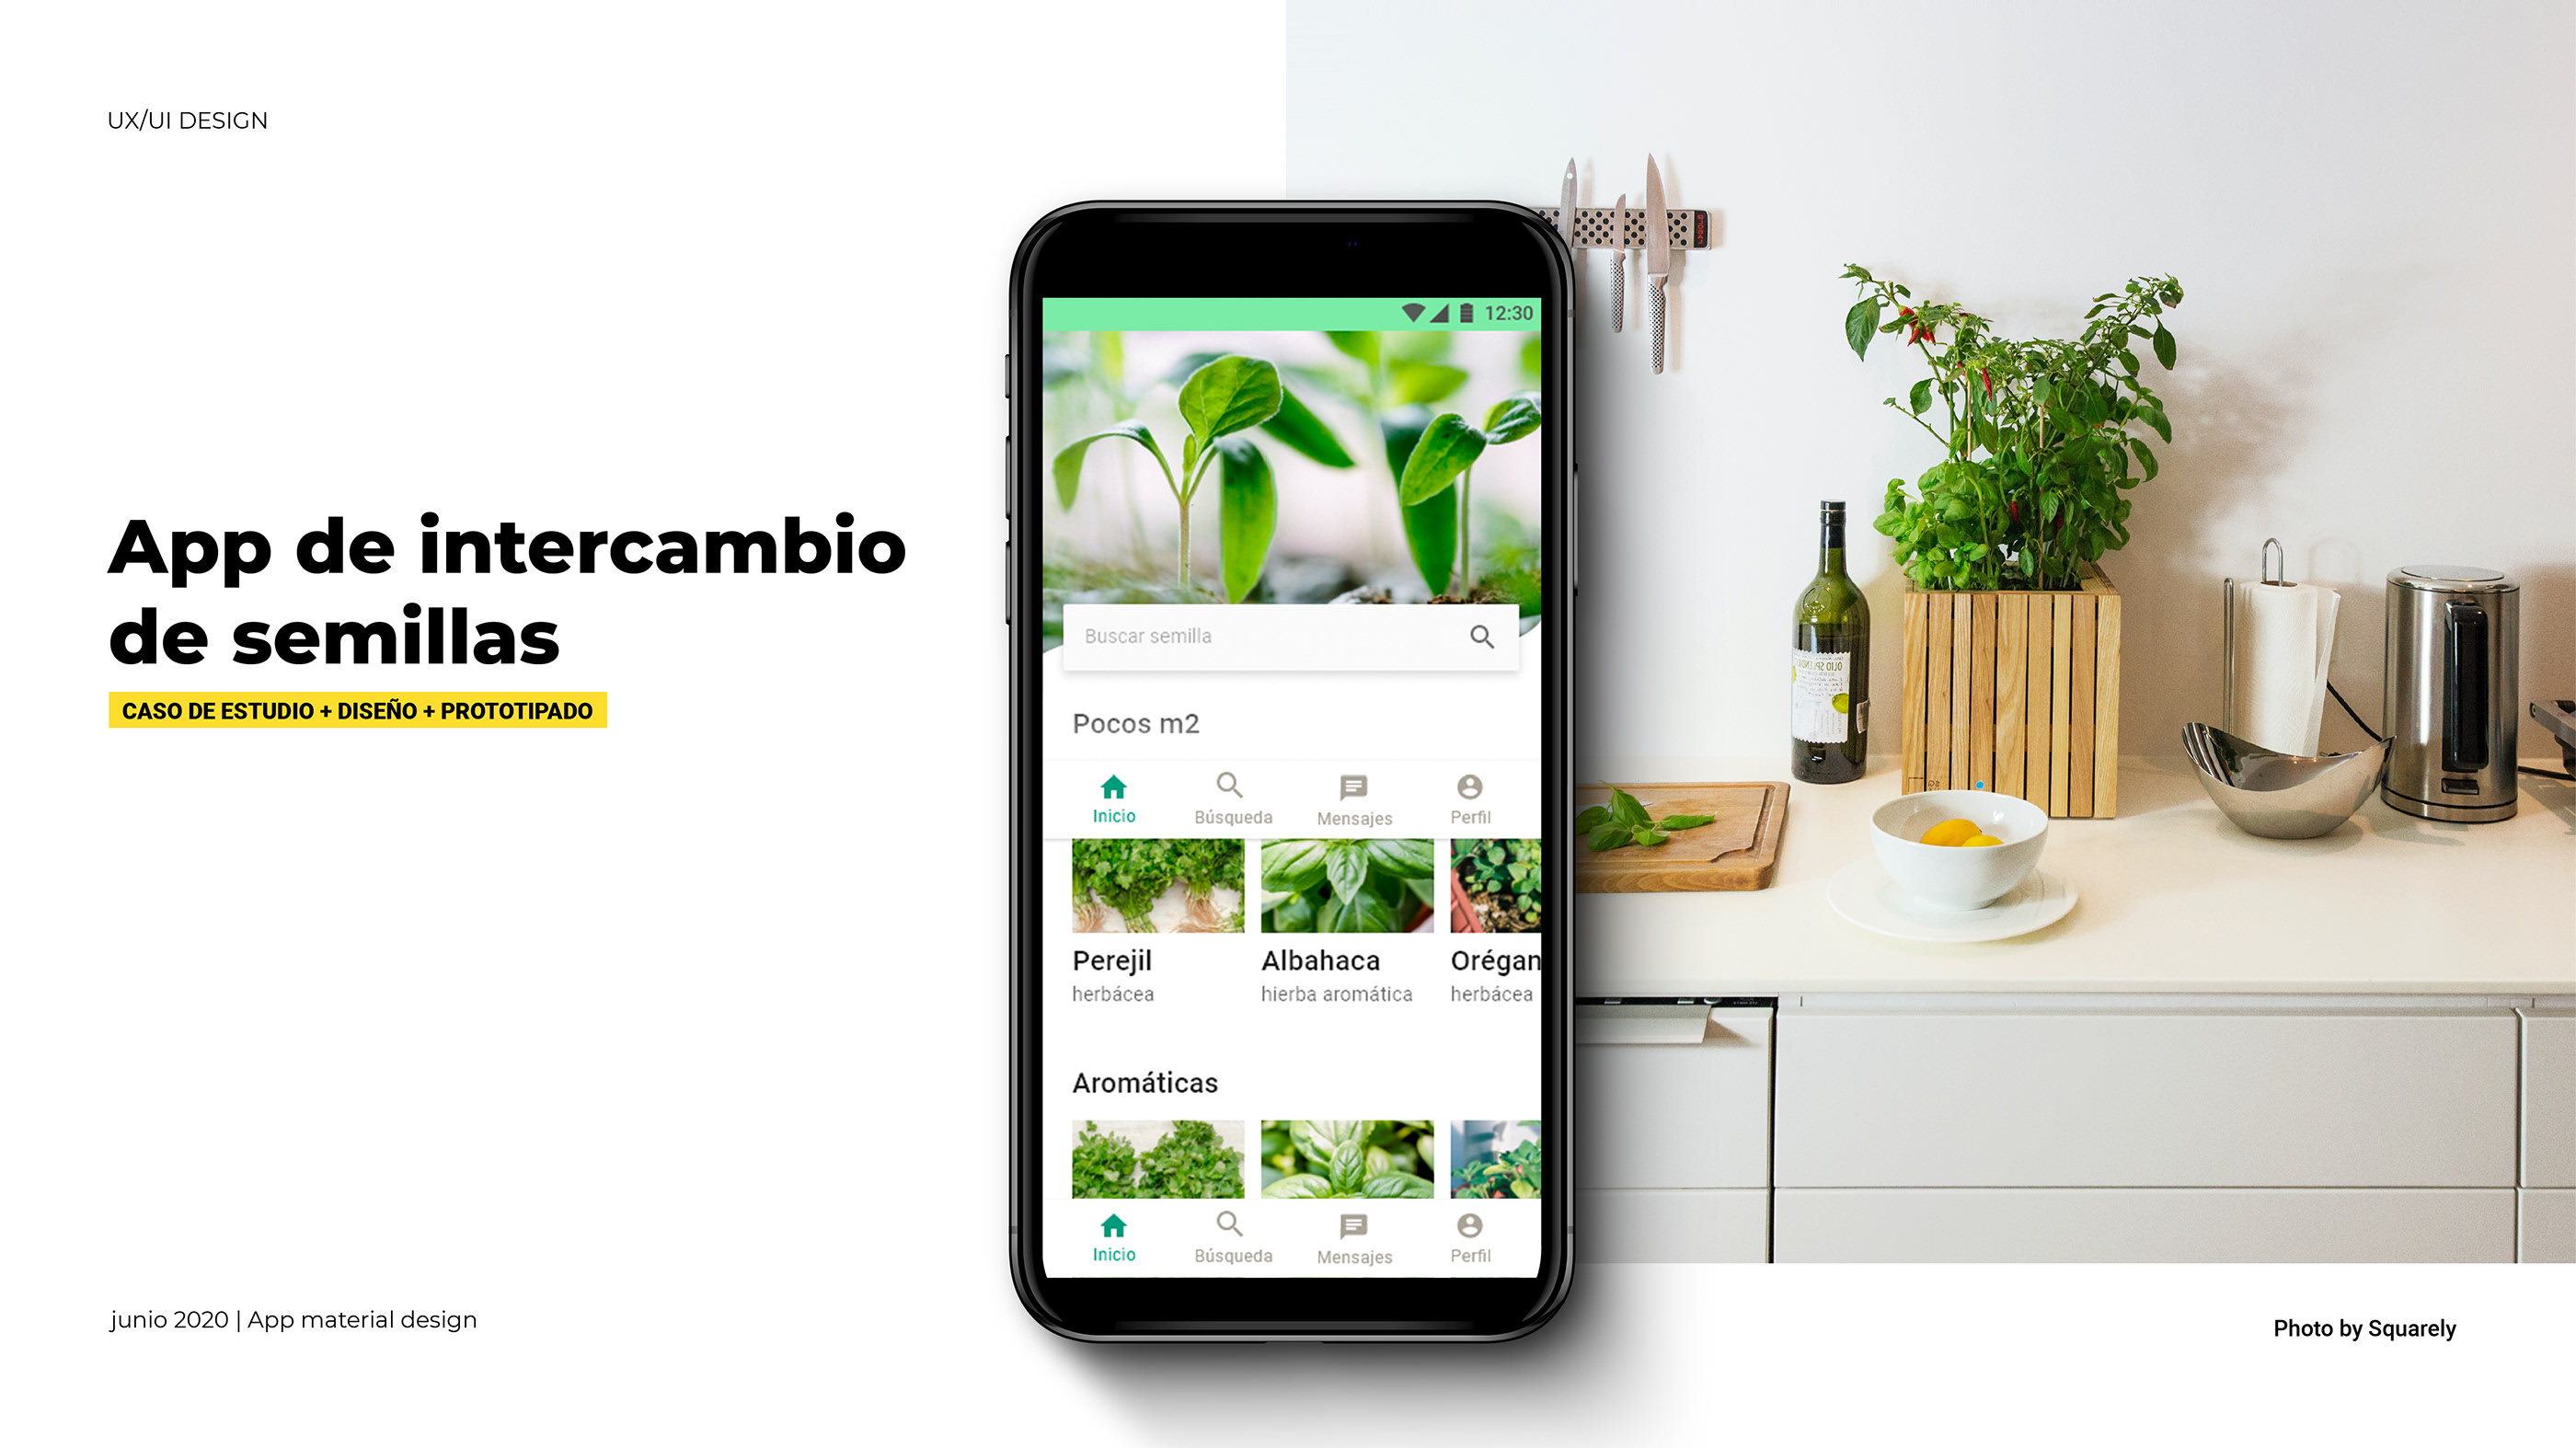 UX/UI DESIGN
App de intercambio
de semillas
CASO DE ESTUDIO + DISEÑO + PROTOTIPADO
junio 2020 | App material design
12:30
Buscar semilla
Pocos m2
Inicio Búsqueda Mensajes Perfil
Perejil Albahaca Orégan
herbácea hierba aromática herbácea
Aromáticas
Inicio Búsqueda Mensajes Perfil
Photo by Squarely